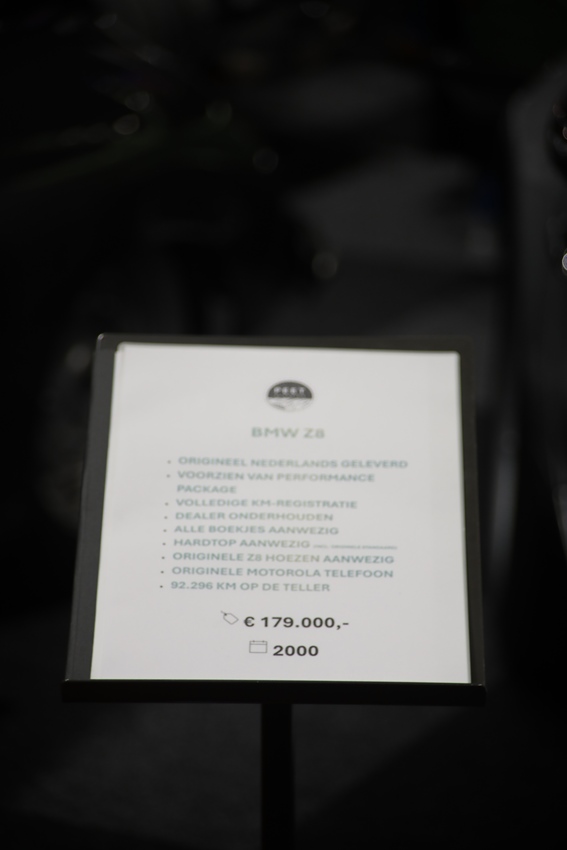 PEET
BMW Z8
• ORIGINEEL NEDERLANDS GELEVERD
• VOORZIEN VAN PERFORMANCE
PACKAGE
• VOLLEDIGE KM-REGISTRATIE
• DEALER ONDERHOUDEN
• ALLE BOEKJES AANWEZIG
• HARDTOP AANWEZIG
• ORIGINELE Z8 HOEZEN AANWEZIG
• ORIGINELE MOTOROLA TELEFOON
• 92.296 KM OP DE TELLER
€ 179.000,-
2000